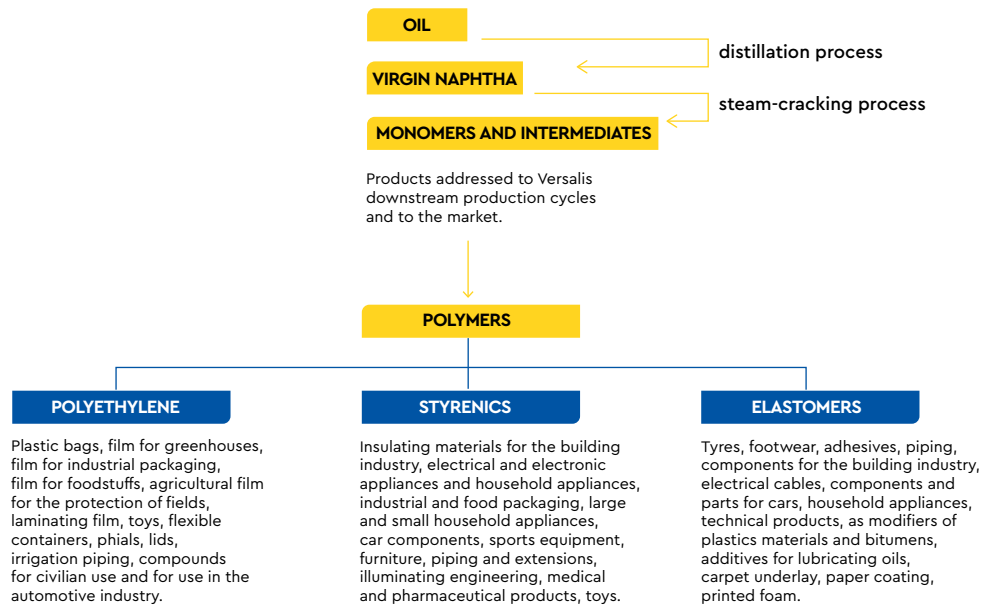 OIL
distillation process
VIRGIN NAPHTHA
steam-cracking process
MONOMERS AND INTERMEDIATES
Products addressed to Versalis
downstream production cycles
and to the market.
POLYMERS
POLYETHYLENE
Plastic bags, film for greenhouses,
film for industrial packaging,
film for foodstuffs, agricultural film
for the protection of fields,
laminating film, toys, flexible
containers, phials, lids,
irrigation piping, compounds
for civilian use and for use in the
automotive industry.
STYRENICS
Insulating materials for the building
industry, electrical and electronic
appliances and household appliances,
industrial and food packaging, large
and small household appliances,
car components, sports equipment,
furniture, piping and extensions,
illuminating engineering, medical
and pharmaceutical products, toys.
ELASTOMERS
Tyres, footwear, adhesives, piping,
components for the building industry,
electrical cables, components and
parts for cars, household appliances,
technical products, as modifiers of
plastics materials and bitumens,
additives for lubricating oils,
carpet underlay, paper coating,
printed foam.